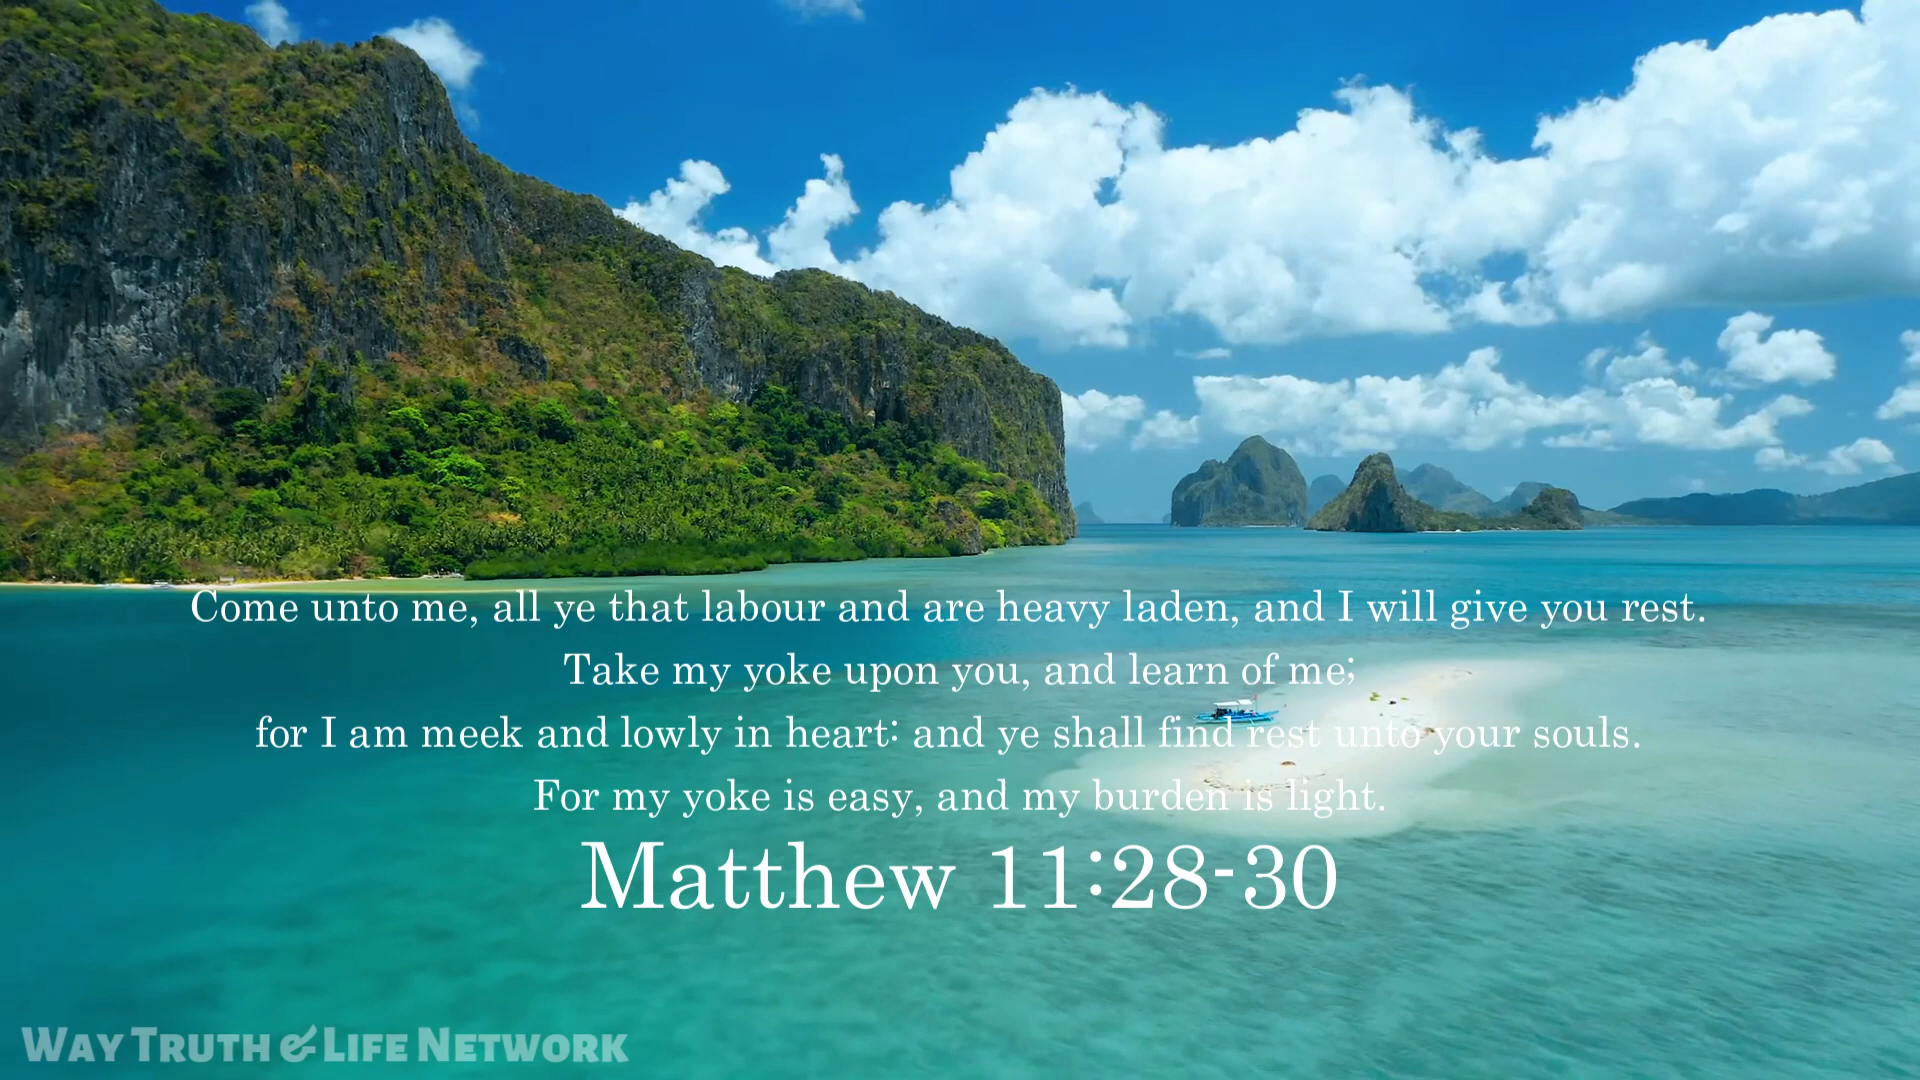 Come unto me, all ye that labour and are heavy laden, and I will give you rest.
Take my yoke upon you, and learn of me;
for I am meek and lowly in heart: and ye shall find rest unto your souls.
For my yoke is easy, and my burden is light.
Matthew 11:28-30
Way Truth & Life Network